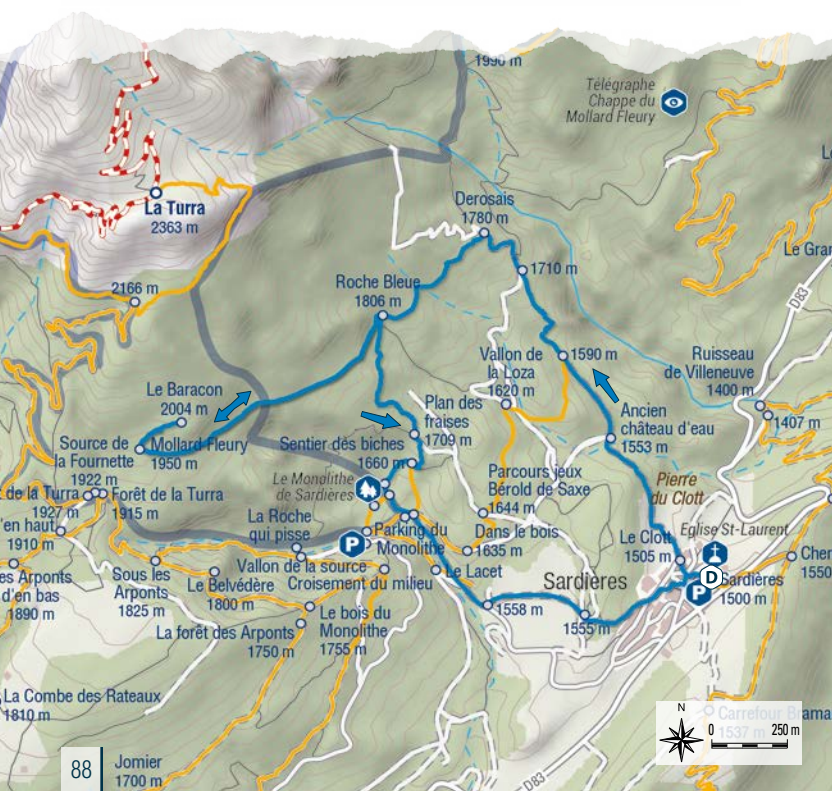 1990 m
Télégraphe
Chappe du
Mollard Fleury
La Turra
2363 m
Derosais
1780 m
Le Gran
1710 m
2166 m
Roche Bleue
1806 m
D83
Vallon de
la Loza
1620 m
1590 m
Ruisseau
de Villeneuve
1400 m
Le Baracon
2004 m
Plan des
fraises
1709 m
Ancien
château d'eau
1553 m
1407 m
Source de
la Fournette
1922 m
Mollard Fleury
1950 m
Sentier des biches
1660 m
Le Monolithe
de Sardières
Parcours jeux
Bérold de Saxe
1644 m
Pierre
du Clott
t de la Turra
1927 m
Forêt de la Turra
1915 m
'en haut
1910 m
La Roche
qui pisse
P
Parking du
Monolithe
Dans le bois
1635 m
Le Clott
1505 m
Eglise St-Laurent
Cher
1550
es Arponts
d'en bas
1890 m
Sous les
Arponts
1825 m
Le Belvédère
1800 m
Vallon de la source
Croisement du milieu
Le Lacet
Sardières
D
P
Sardières
1500 m
1558 m
1555 m
La forêt des Arponts
1750 m
Le bois du
Monolithe
1755 m
La Combe des Rateaux
1810 m
Carrefour Brama
1537 m
N
0 250 m
88
Jomier
1700 m
D83